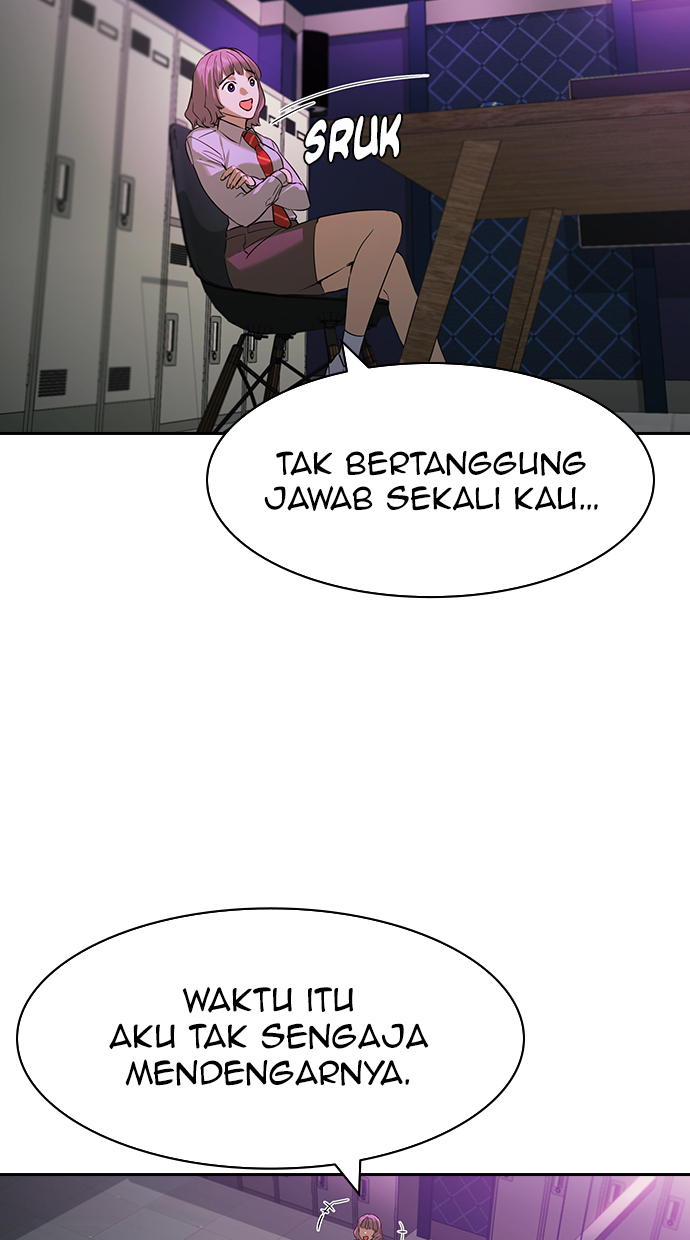 SRUK
TAK BERTANGGUNG
JAWAB SEKALI KAU...
WAKTU ITU
AKU TAK SENGAJA
MENDENGARNYA.